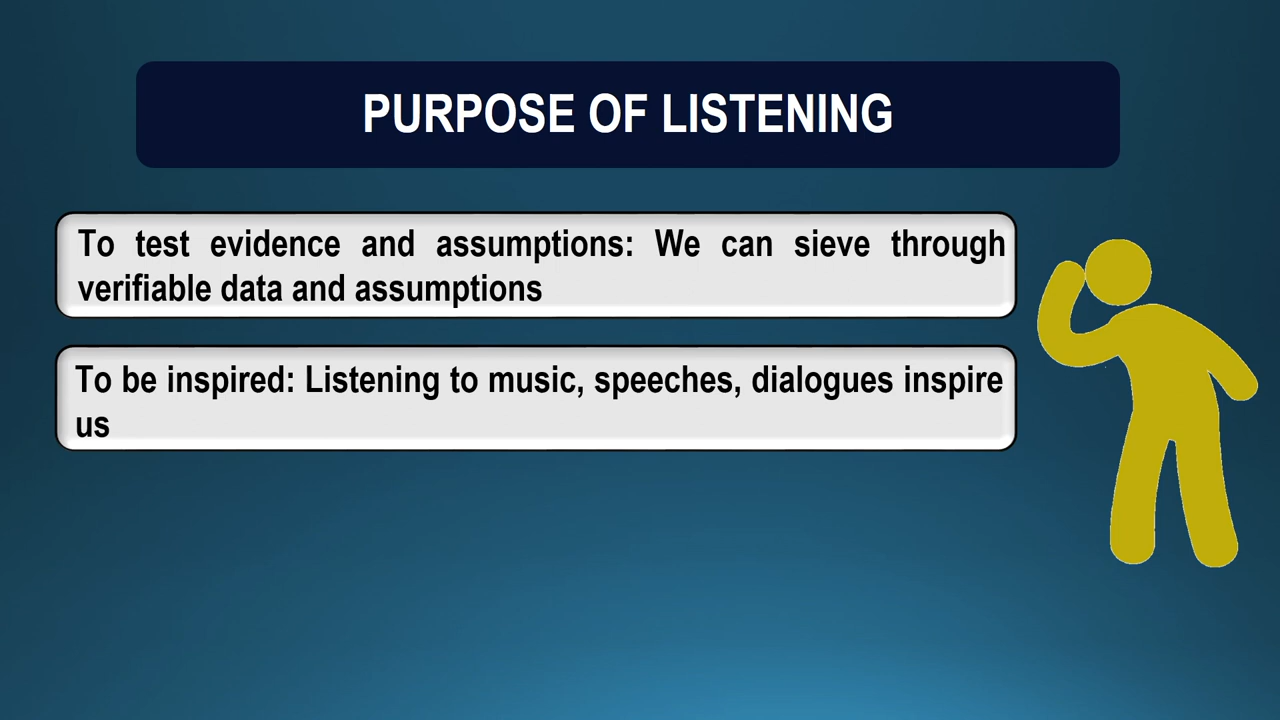 PURPOSE OF LISTENING
To test evidence and assumptions: We can sieve through
verifiable data and assumptions
To be inspired: Listening to music, speeches, dialogues inspire
us